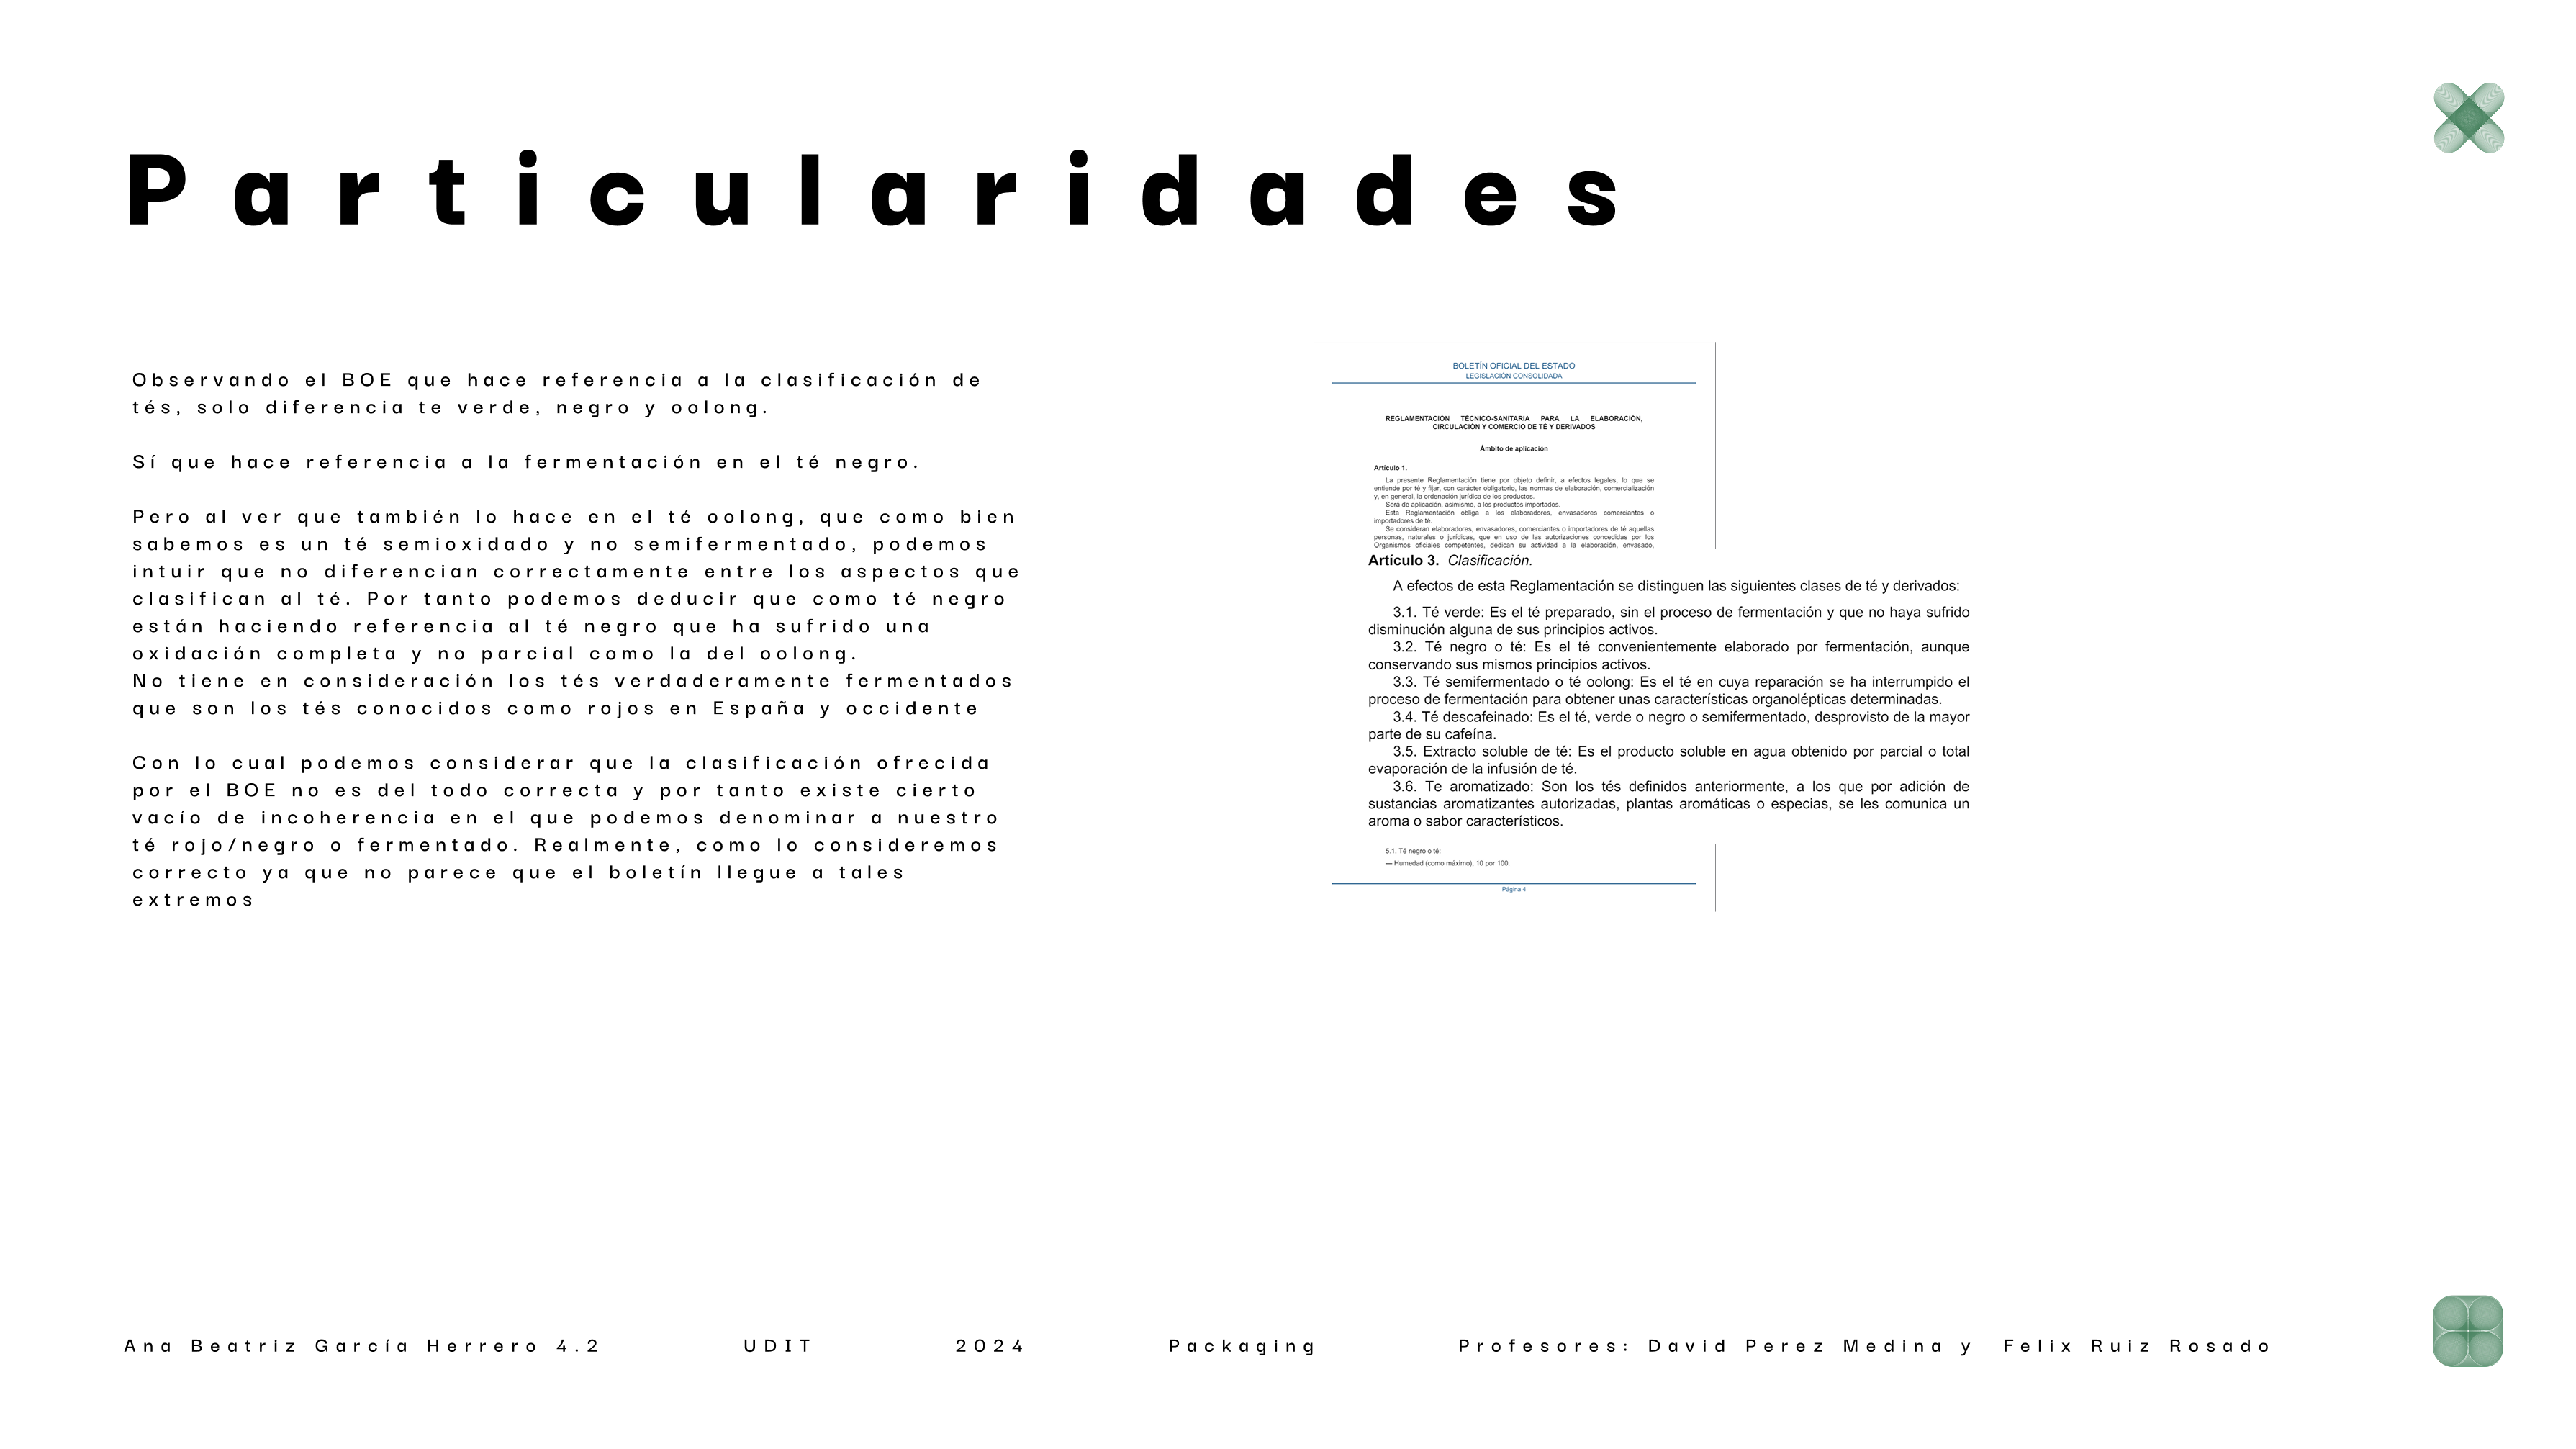 Particularidades
Observando el BOE que hace referencia a la clasificación de
tés, solo diferencia te verde, negro y oolong.
Sí que hace referencia a la fermentación en el té negro.
Pero al ver que también lo hace en el té oolong, que como bien
sabemos es un té semioxidado y no semifermentado, podemos
intuir que no diferencian correctamente entre los aspectos que
clasifican al té. Por tanto podemos deducir que como té negro
están haciendo referencia al té negro que ha sufrido una
oxidación completa y no parcial como la del oolong.
No tiene en consideración los tés verdaderamente fermentados
que son los tés conocidos como rojos en España y occidente
Con lo cual podemos considerar que la clasificación ofrecida
por el BOE no es del todo correcta y por tanto existe cierto
vacío de incoherencia en el que podemos denominar a nuestro
té rojo/negro o fermentado. Realmente, como lo consideremos
correcto ya que no parece que el boletín llegue a tales
extremos
BOLETÍN OFICIAL DEL ESTADO
LEGISLACIÓN CONSOLIDADA
REGLAMENTACIÓN TÉCNICO-SANITARIA PARA LA ELABORACIÓN,
CIRCULACIÓN Y COMERCIO DE TÉ Y DERIVADOS
Ámbito de aplicación
Artículo 1.
La presente Reglamentación tiene por objeto definir, a efectos legales, lo que se
entiende por té y fijar, con carácter obligatorio, las normas de elaboración, comercialización
y, en general, la ordenación jurídica de los productos.
Será de aplicación, asimismo, a los productos importados.
Esta Reglamentación obliga a los elaboradores, envasadores comerciantes o
importadores de té.
Se consideran elaboradores, envasadores, comerciantes o importadores de té aquellas
personas, naturales o jurídicas, que en uso de las autorizaciones concedidas por los
Organismos oficiales competentes, dedican su actividad a la elaboración, envasado,
Artículo 3. Clasificación.
A efectos de esta Reglamentación se distinguen las siguientes clases de té y derivados:
3.1. Té verde: Es el té preparado, sin el proceso de fermentación y que no haya sufrido
disminución alguna de sus principios activos.
3.2. Té negro o té: Es el té convenientemente elaborado por fermentación, aunque
conservando sus mismos principios activos.
3.3. Té semifermentado o té oolong: Es el té en cuya reparación se ha interrumpido el
proceso de fermentación para obtener unas características organolépticas determinadas.
3.4. Té descafeinado: Es el té, verde o negro o semifermentado, desprovisto de la mayor
parte de su cafeína.
3.5. Extracto soluble de té: Es el producto soluble en agua obtenido por parcial o total
evaporación de la infusión de té.
3.6. Te aromatizado: Son los tés definidos anteriormente, a los que por adición de
sustancias aromatizantes autorizadas, plantas aromáticas o especias, se les comunica un
aroma o sabor característicos.
5.1. Té negro o té:
— Humedad (como máximo), 10 por 100.
Página 4
Ana Beatriz García Herrero 4.2 UDIT 2024 Packaging Profesores: David Perez Medina y Felix Ruiz Rosado